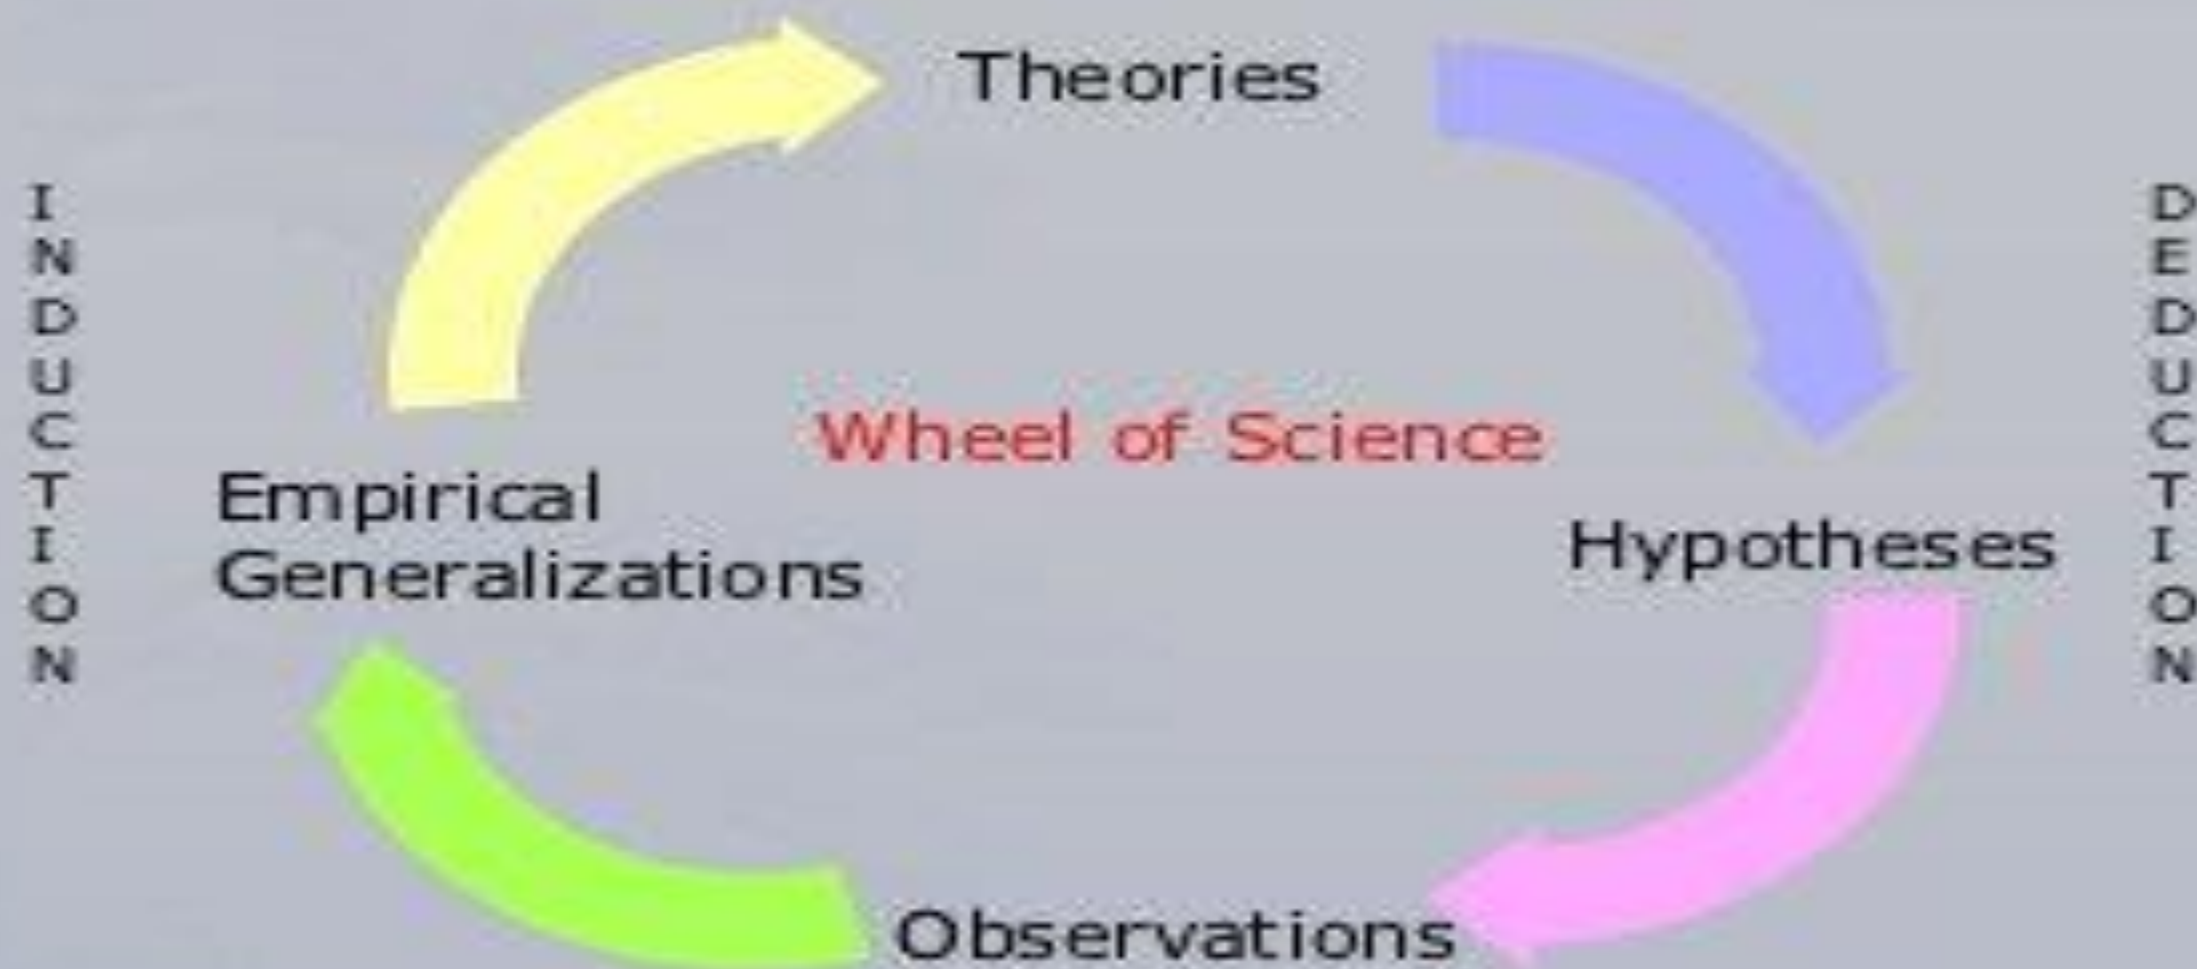 Theories
INDUCTION
DEDUCTION
Wheel of Science
Empirical
Generalizations
Hypotheses
Observations